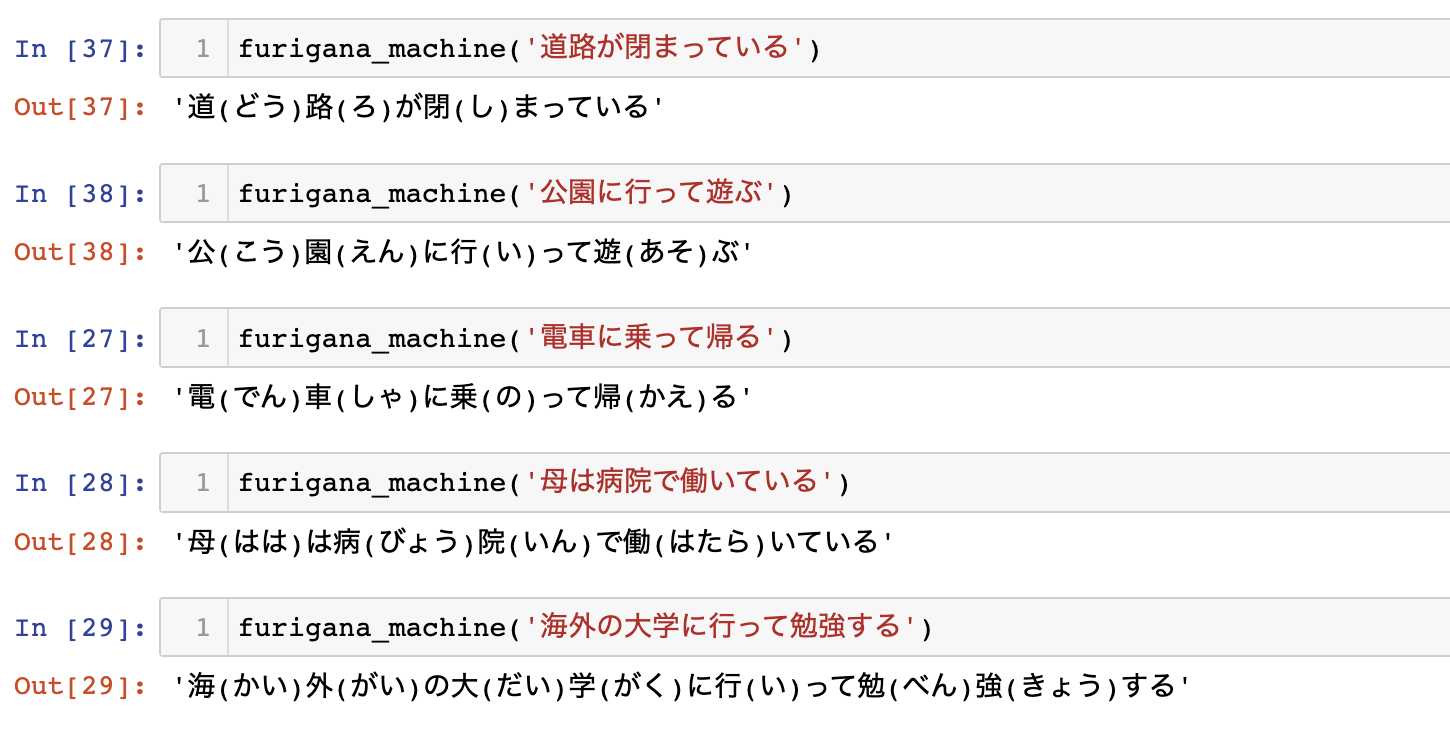 In [37]: 1 furigana_machine('道路が閉まっている')
Out[37]: '道(どう)路(ろ)が閉(し)まっている'
In [38]: 1 furigana_machine('公園に行って遊ぶ')
Out[38]: '公(こう)園(えん)に行(い)って遊(あそ)ぶ'
In [27]: 1 furigana_machine('電車に乗って帰る')
Out[27]: '電(でん)車(しゃ)に乗(の)って帰(かえ)る'
In [28]: 1 furigana_machine('母は病院で働いている')
Out[28]: '母(はは)は病(びょう)院(いん)で働(はたら)いている'
In [29]: 1 furigana_machine('海外の大学に行って勉強する')
Out[29]: '海(かい)外(がい)の大(だい)学(がく)に行(い)って勉(べん)強(きょう)する'